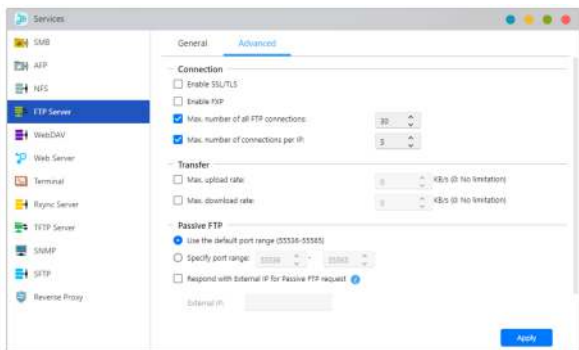 Services
SMB
AFP
NFS
FTP Server
WebDAV
Web Server
Terminal
Rsync Server
TFTP Server
SNMP
SFTP
Reverse Proxy
General Advanced
Connection
Enable SSL/TLS
Enable FXP
Max. number of all FTP connections: 30
Max. number of connections per IP: 5
Transfer
Max. upload rate: 0 KB/s (0: No limitation)
Max. download rate: 0 KB/s (0: No limitation)
Passive FTP
Use the default port range (55536-55565)
Specify port range: 55536 - 55565
Respond with External IP for Passive FTP request
External IP:
Apply